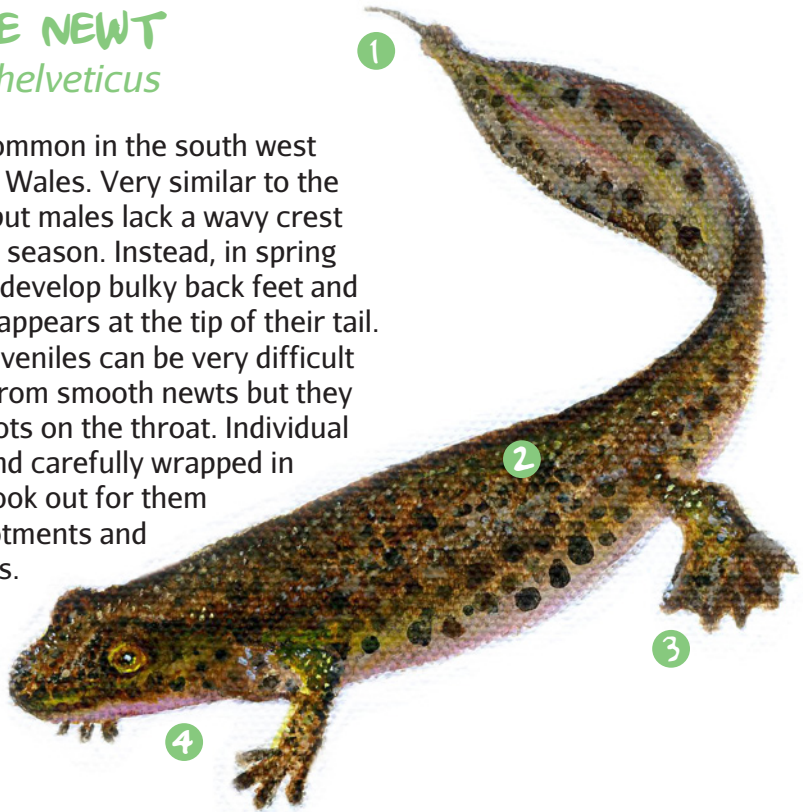 E NEWT
helveticus
ommon in the south west
Wales. Very similar to the
but males lack a wavy crest
season. Instead, in spring
develop bulky back feet and
appears at the tip of their tail.
veniles can be very difficult
rom smooth newts but they
ots on the throat. Individual
nd carefully wrapped in
ook out for them
otments and
s.
1
2
3
4